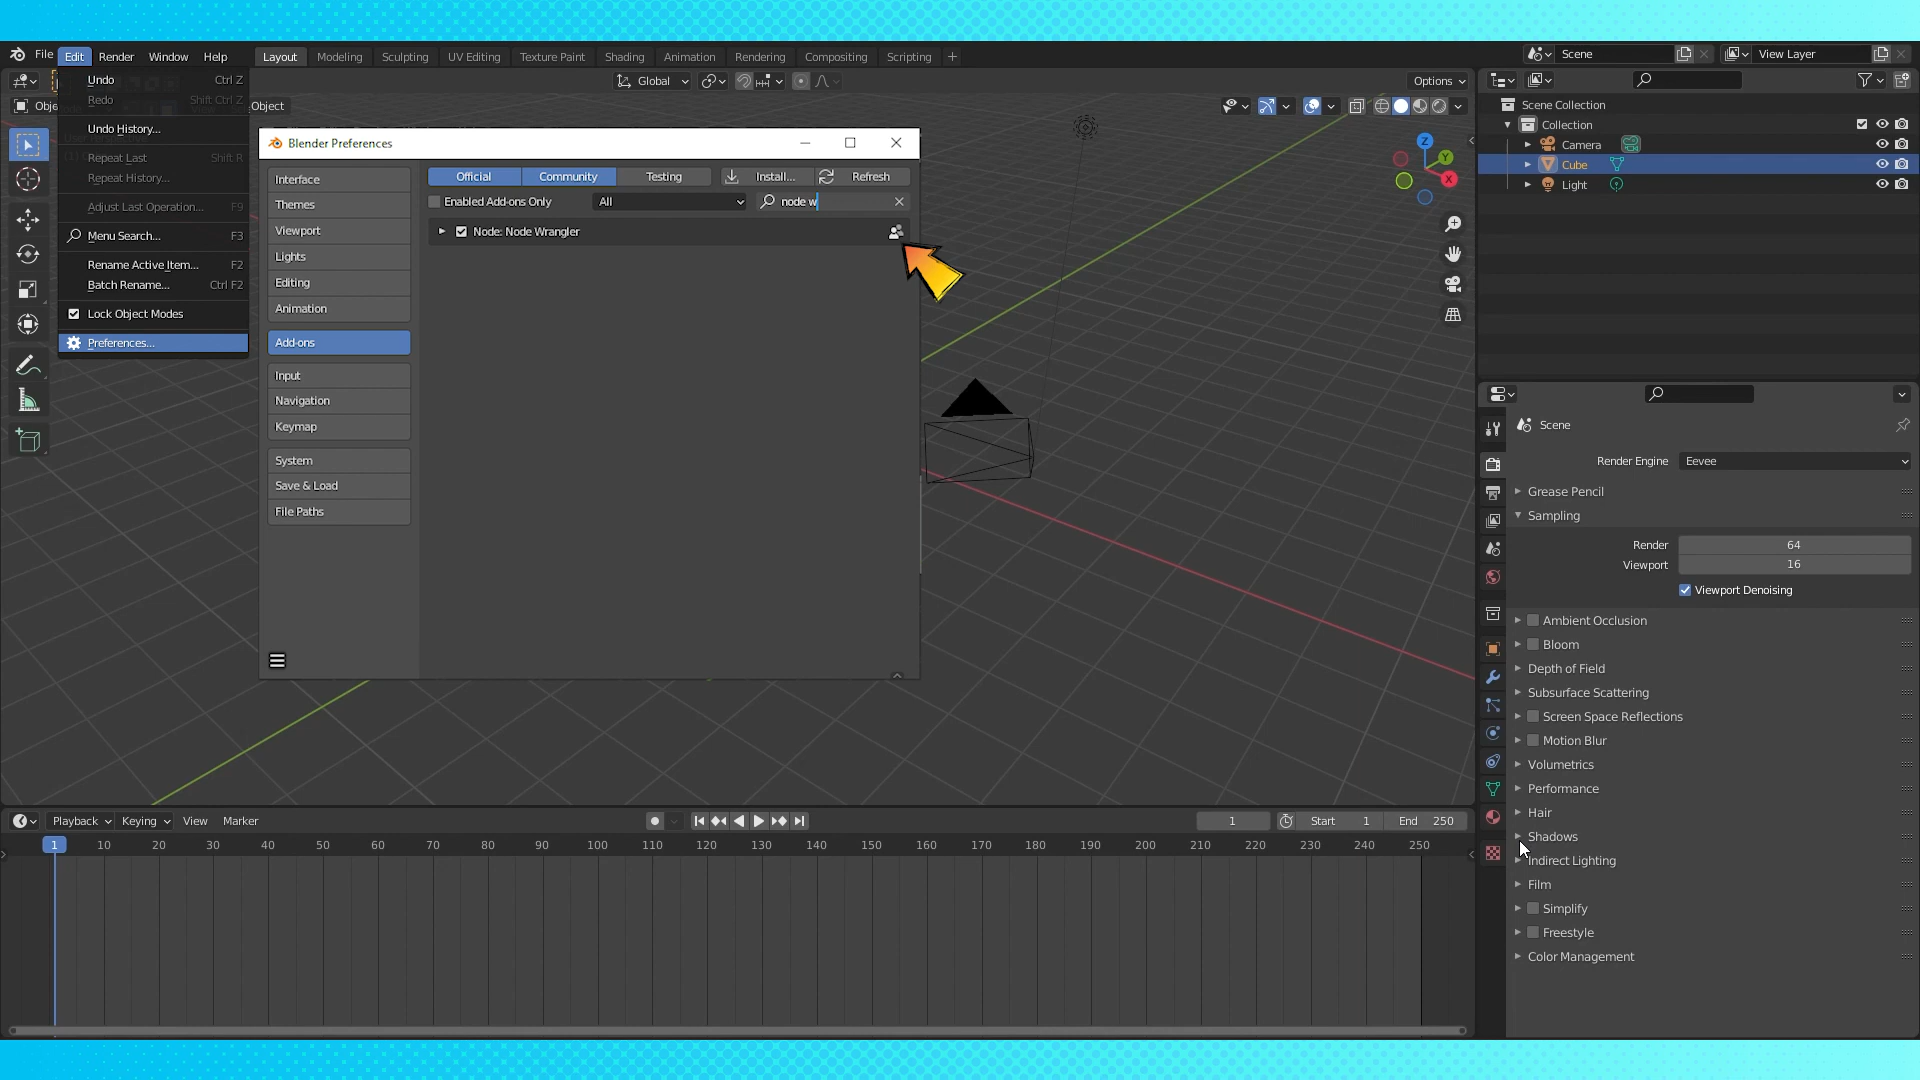 File Edit Render Window Help Layout Modeling Sculpting UV Editing Texture Paint Shading Animation Rendering Compositing Scripting +
Scene
View Layer
Undo Ctrl Z
Redo Shift Ctrl Z
Undo History...
Repeat Last Shift R
Repeat History...
Adjust Last Operation... F9
Menu Search... F3
Rename Active Item... F2
Batch Rename... Ctrl F2
Lock Object Modes
Preferences...
Global
Options
Obje
Object
Z
Y
X
Blender Preferences
Interface
Themes
Viewport
Lights
Editing
Animation
Add-ons
Input
Navigation
Keymap
System
Save & Load
File Paths
Official Community Testing Install... Refresh
Enabled Add-ons Only All node w
Node: Node Wrangler
Scene Collection
Collection
Camera
Cube
Light
Scene
Render Engine Eevee
Grease Pencil
Sampling
Render 64
Viewport 16
Viewport Denoising
Ambient Occlusion
Bloom
Depth of Field
Subsurface Scattering
Screen Space Reflections
Motion Blur
Volumetrics
Performance
Hair
Shadows
Indirect Lighting
Film
Simplify
Freestyle
Color Management
Playback Keying View Marker
1 Start 1 End 250
1 10 20 30 40 50 60 70 80 90 100 110 120 130 140 150 160 170 180 190 200 210 220 230 240 250